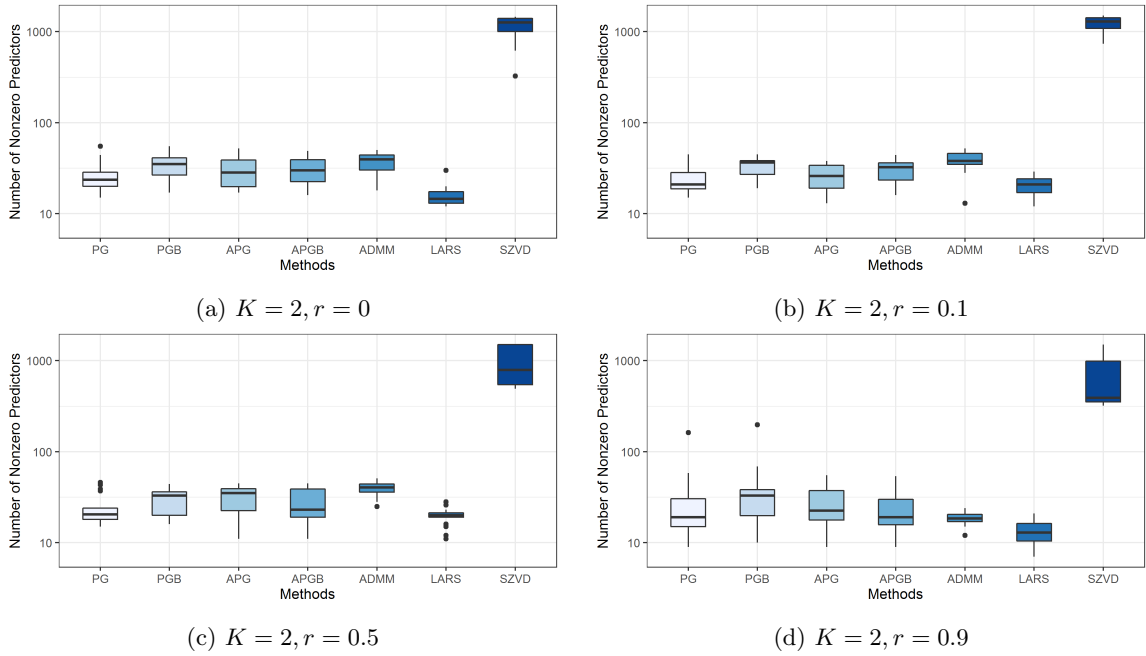 Number of Nonzero Predictors
1000
100
10
PG PGB APG APGB ADMM LARS SZVD
Methods
(a) K = 2, r = 0
Number of Nonzero Predictors
1000
100
10
PG PGB APG APGB ADMM LARS SZVD
Methods
(b) K = 2, r = 0.1
Number of Nonzero Predictors
1000
100
10
PG PGB APG APGB ADMM LARS SZVD
Methods
(c) K = 2, r = 0.5
Number of Nonzero Predictors
1000
100
10
PG PGB APG APGB ADMM LARS SZVD
Methods
(d) K = 2, r = 0.9